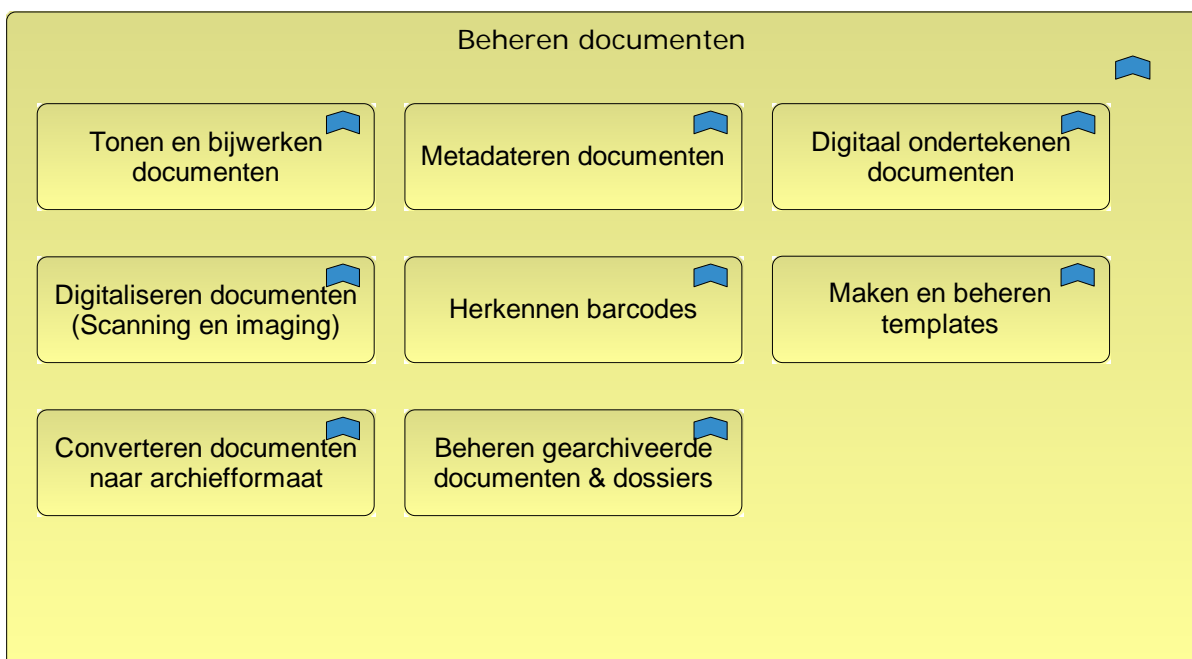 Beheren documenten
Tonen en bijwerken
documenten
Metadateren documenten
Digitaal ondertekenen
documenten
Digitaliseren documenten
(Scanning en imaging)
Herkennen barcodes
Maken en beheren
templates
Converteren documenten
naar archiefformaat
Beheren gearchiveerde
documenten & dossiers